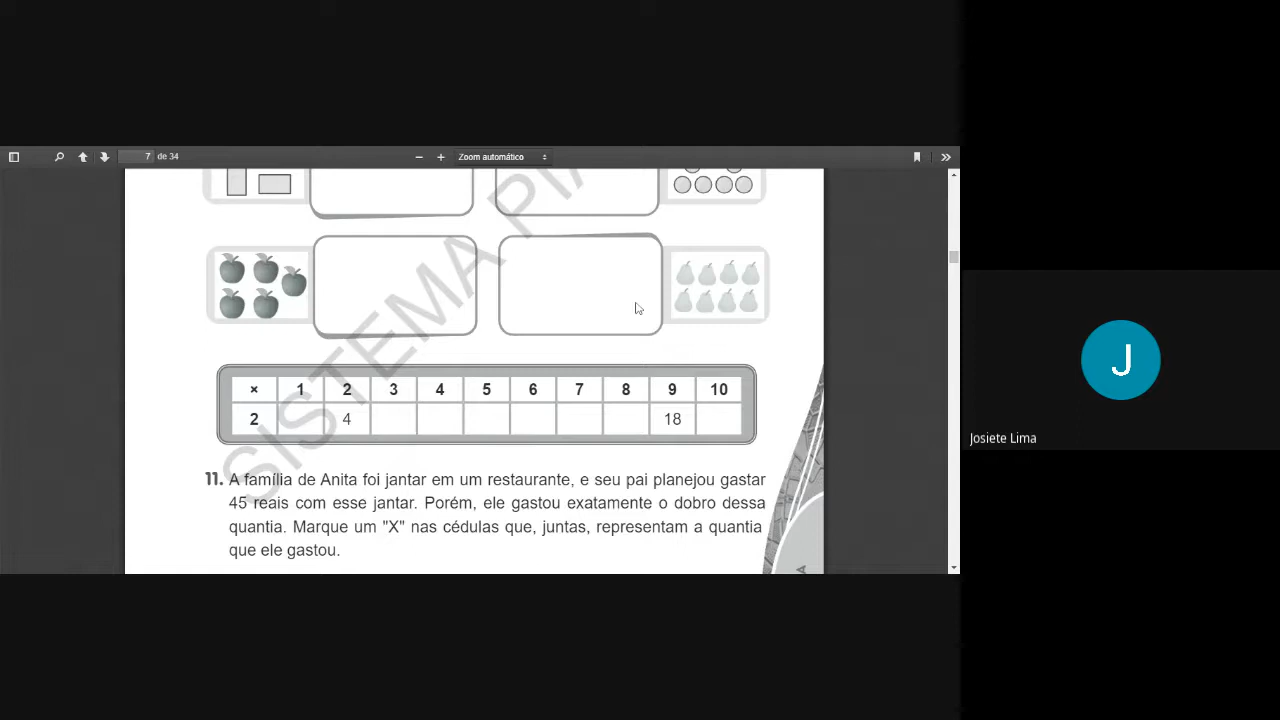 7 de 34
Zoom automático
× 1 2 3 4 5 6 7 8 9 10
2 4 18
11. A família de Anita foi jantar em um restaurante, e seu pai planejou gastar
45 reais com esse jantar. Porém, ele gastou exatamente o dobro dessa
quantia. Marque um "X" nas cédulas que, juntas, representam a quantia
que ele gastou.
SISTEMA PIA
A
J
Josiete Lima